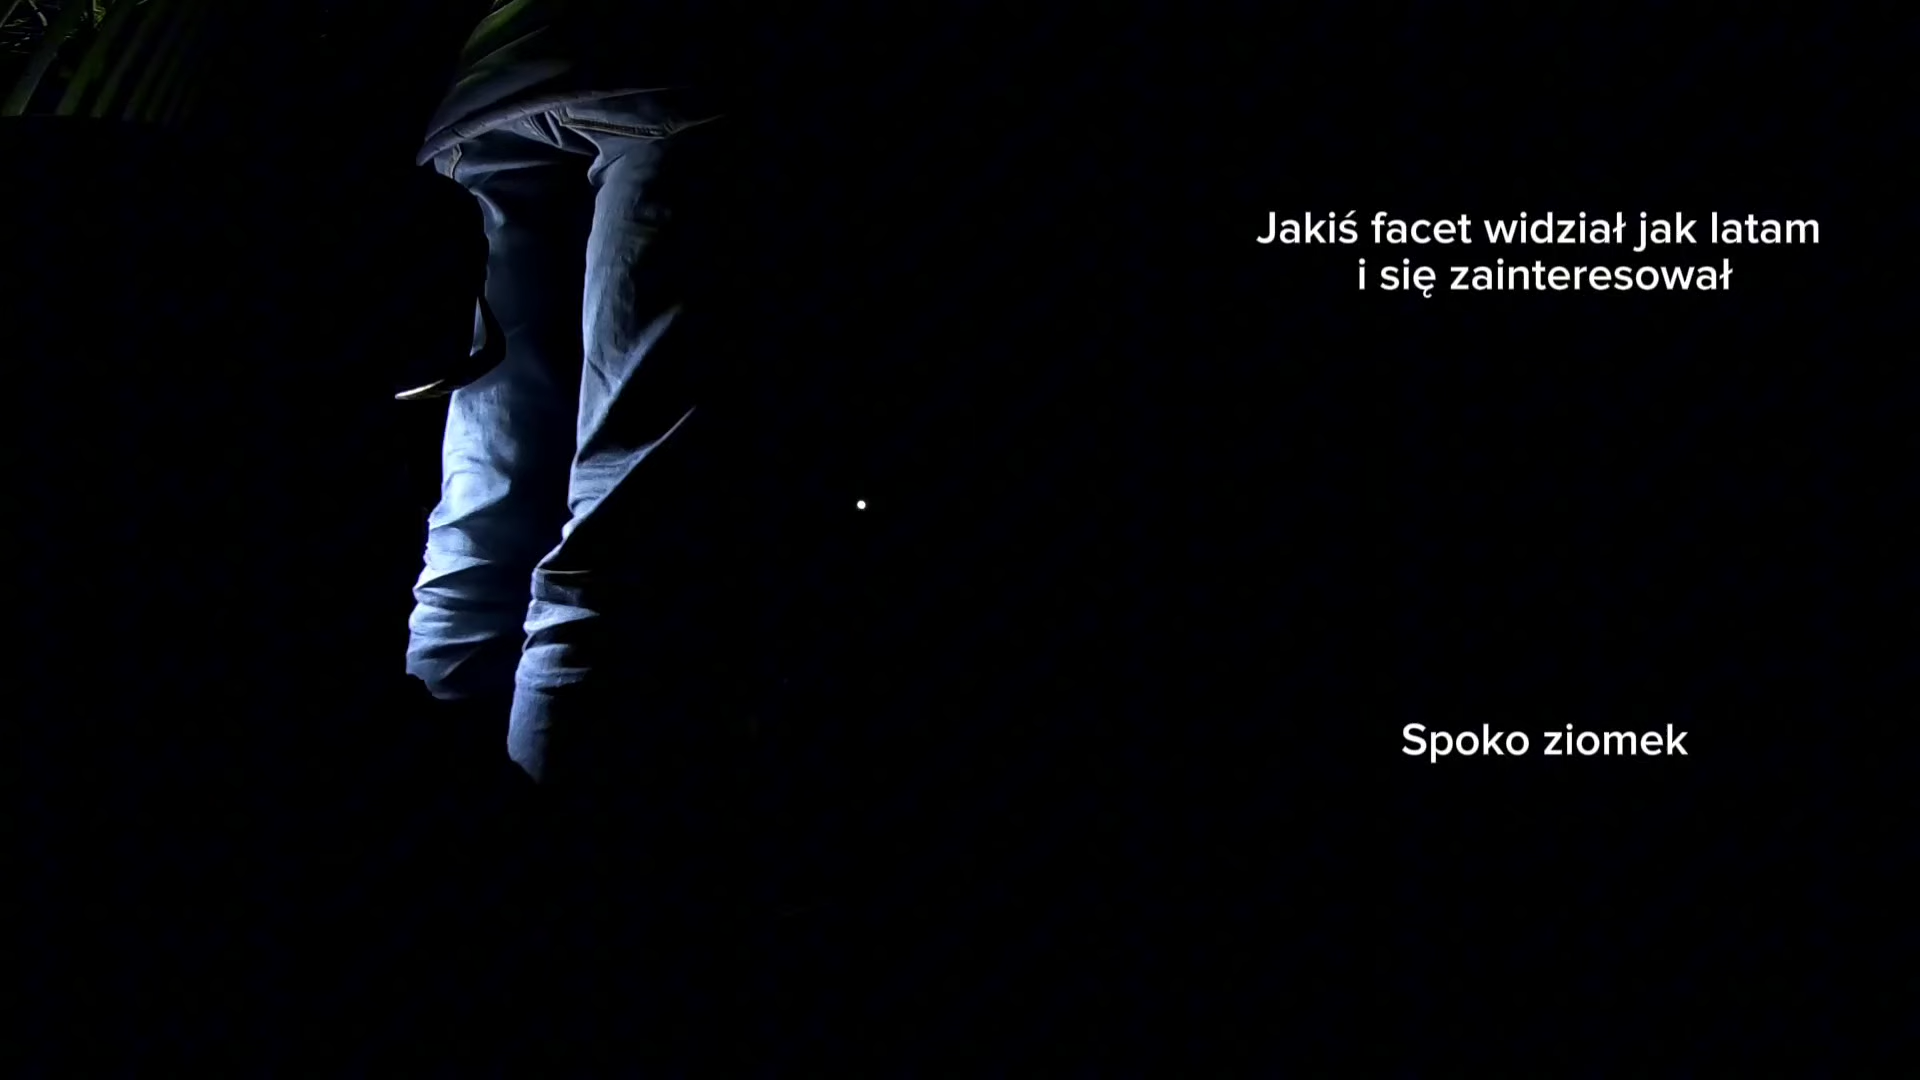 Jakiś facet widział jak latam
i się zainteresował
Spoko ziomek